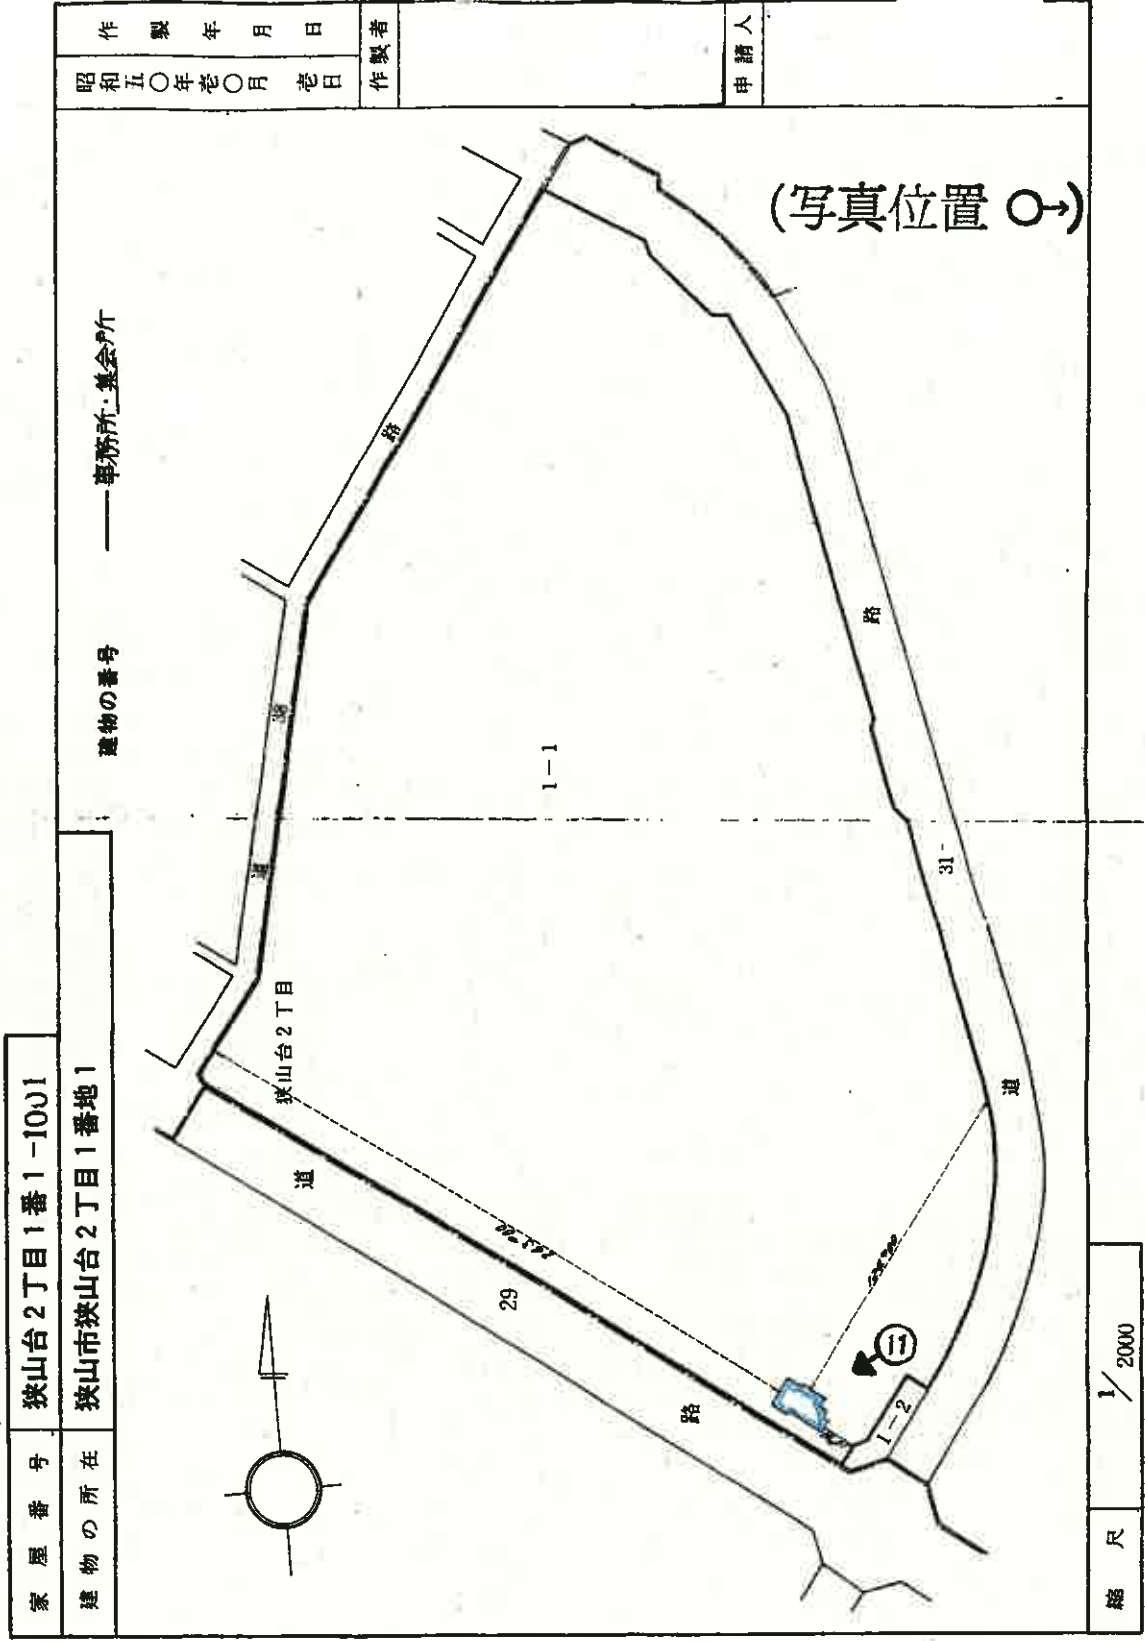 家屋番号 狭山台2丁目1番1-1001
建物の所在 狭山市狭山台2丁目1番地1
建物の番号 ――事務所・集会所
作製年月日
昭和五〇年壱〇月 壱日
作製者
申請人
(写真位置 〇→)
路
38
道
狭山台2丁目
1-1
道
29
路
路
31
道
11
1-2
縮尺 1/2000